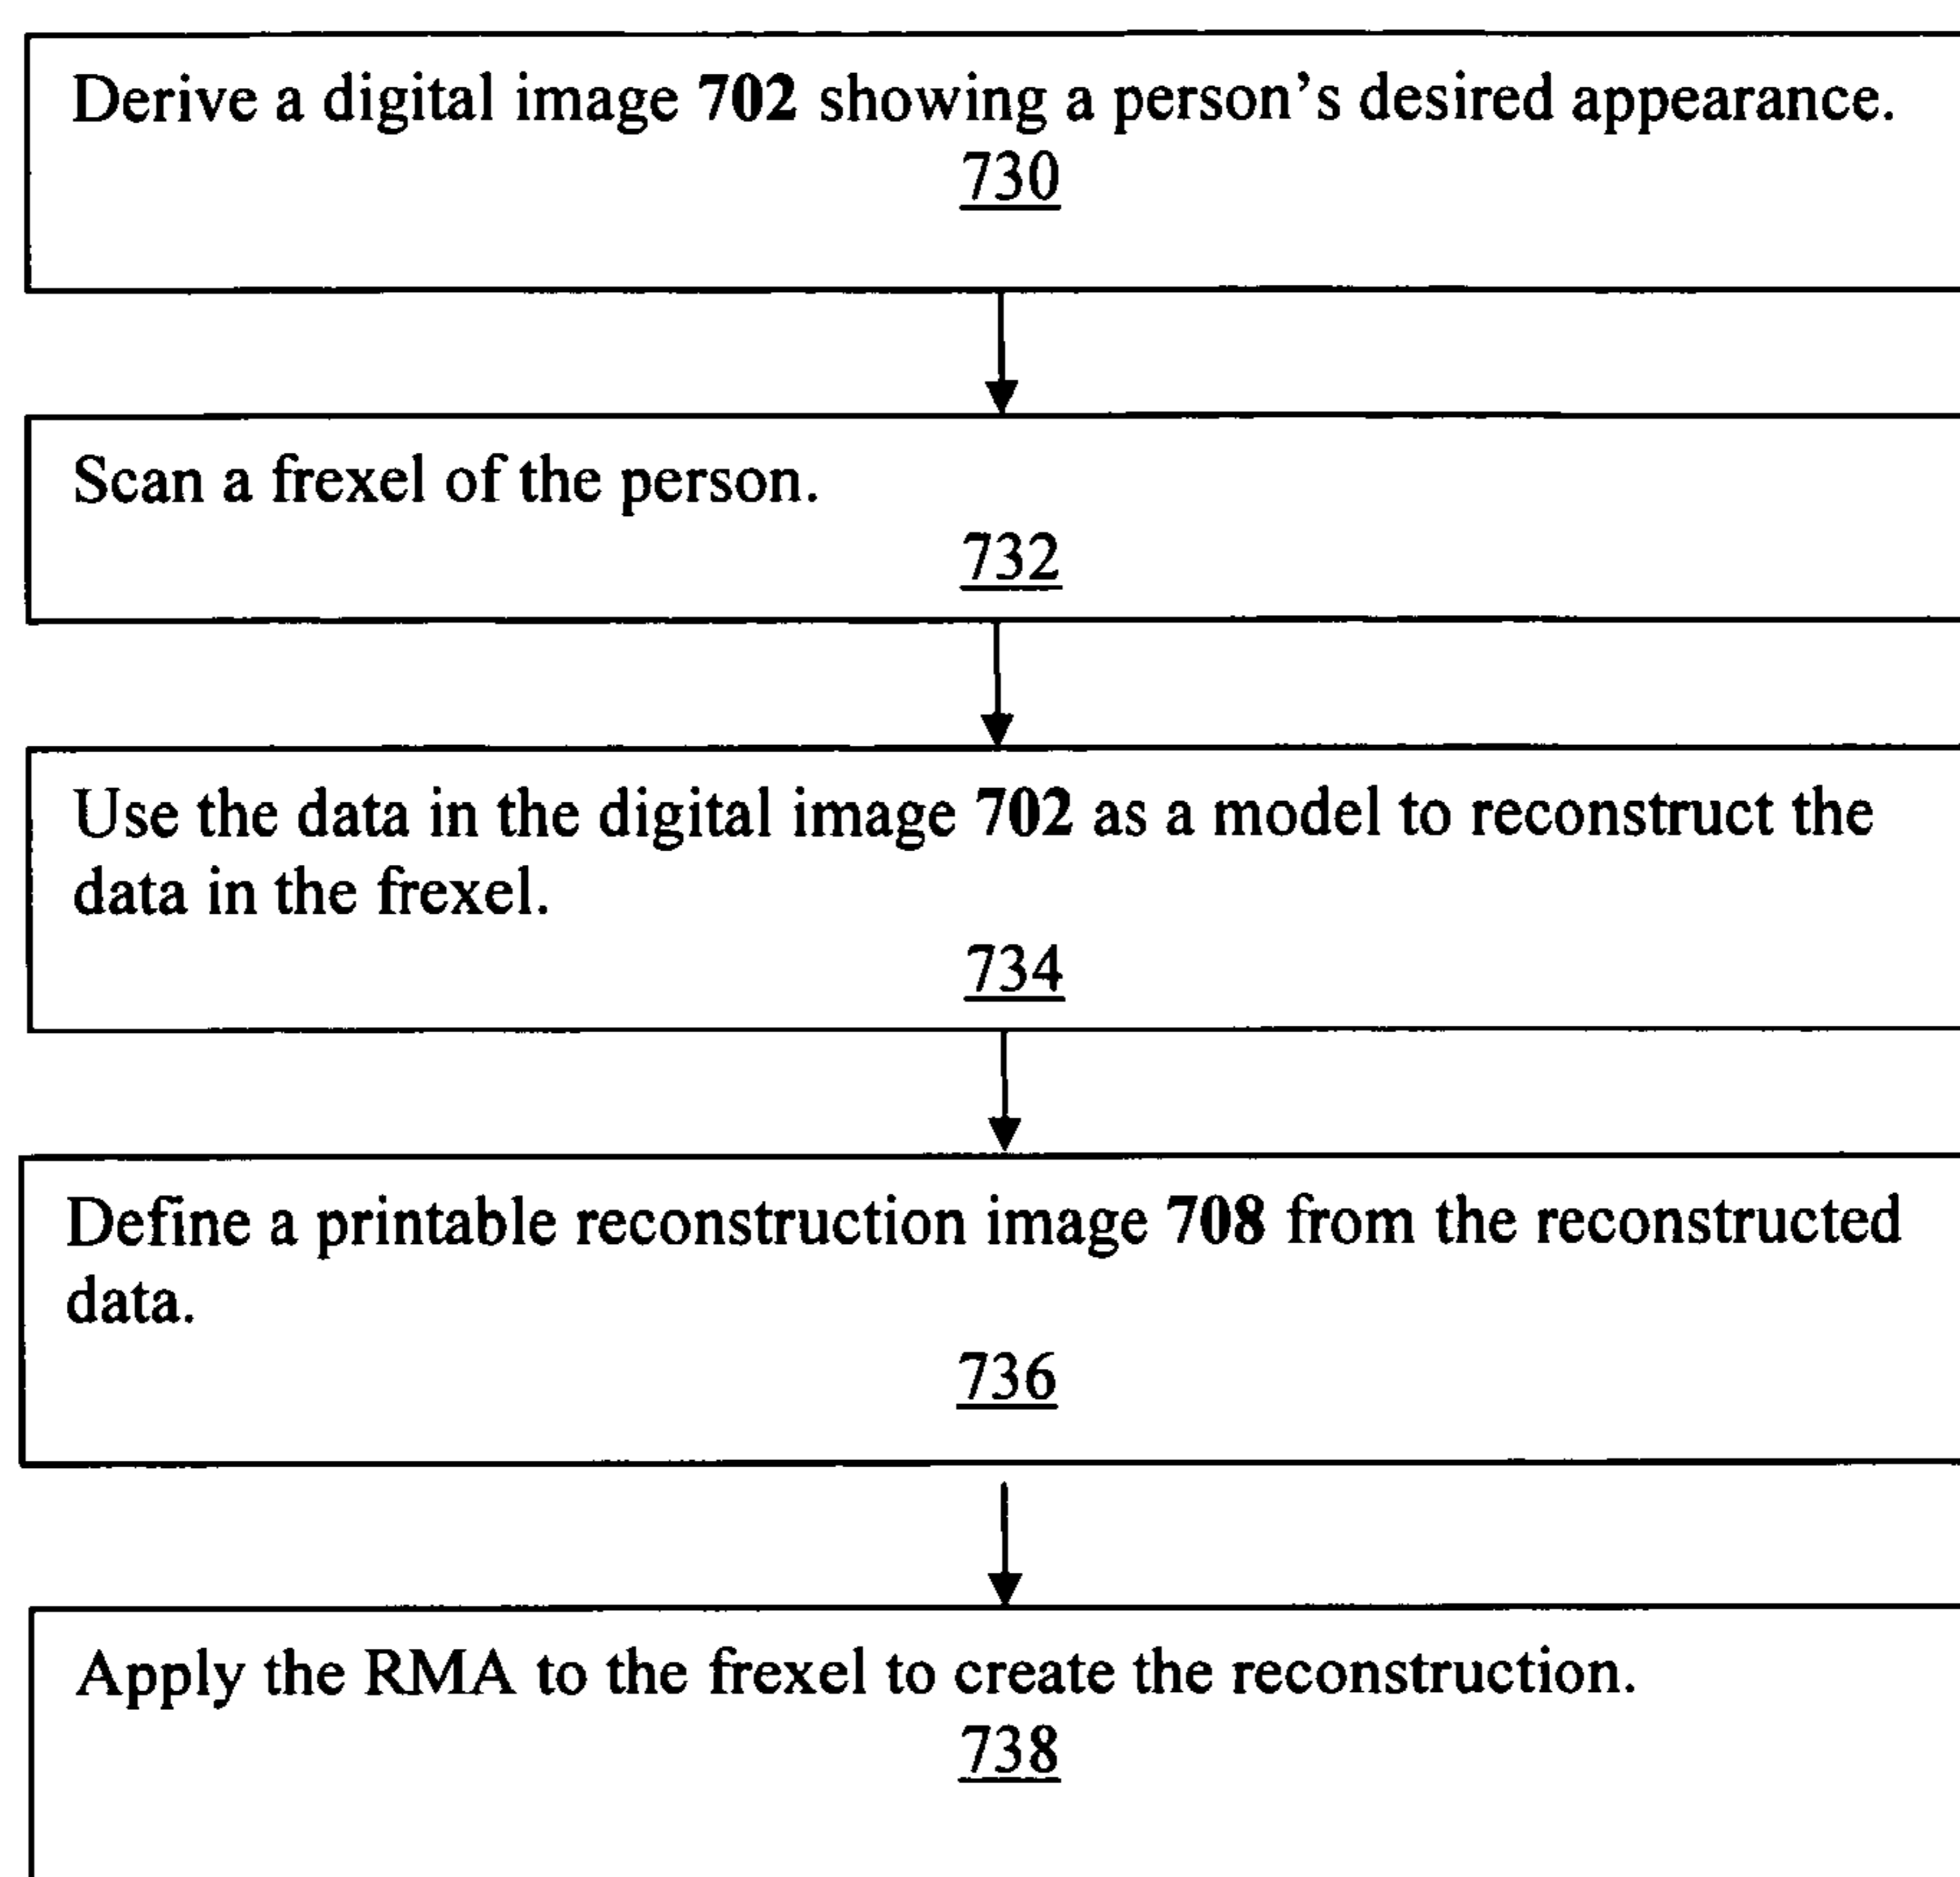 Derive a digital image 702 showing a person’s desired appearance.
730
Scan a frexel of the person.
732
Use the data in the digital image 702 as a model to reconstruct the
data in the frexel.
734
Define a printable reconstruction image 708 from the reconstructed
data.
736
Apply the RMA to the frexel to create the reconstruction.
738